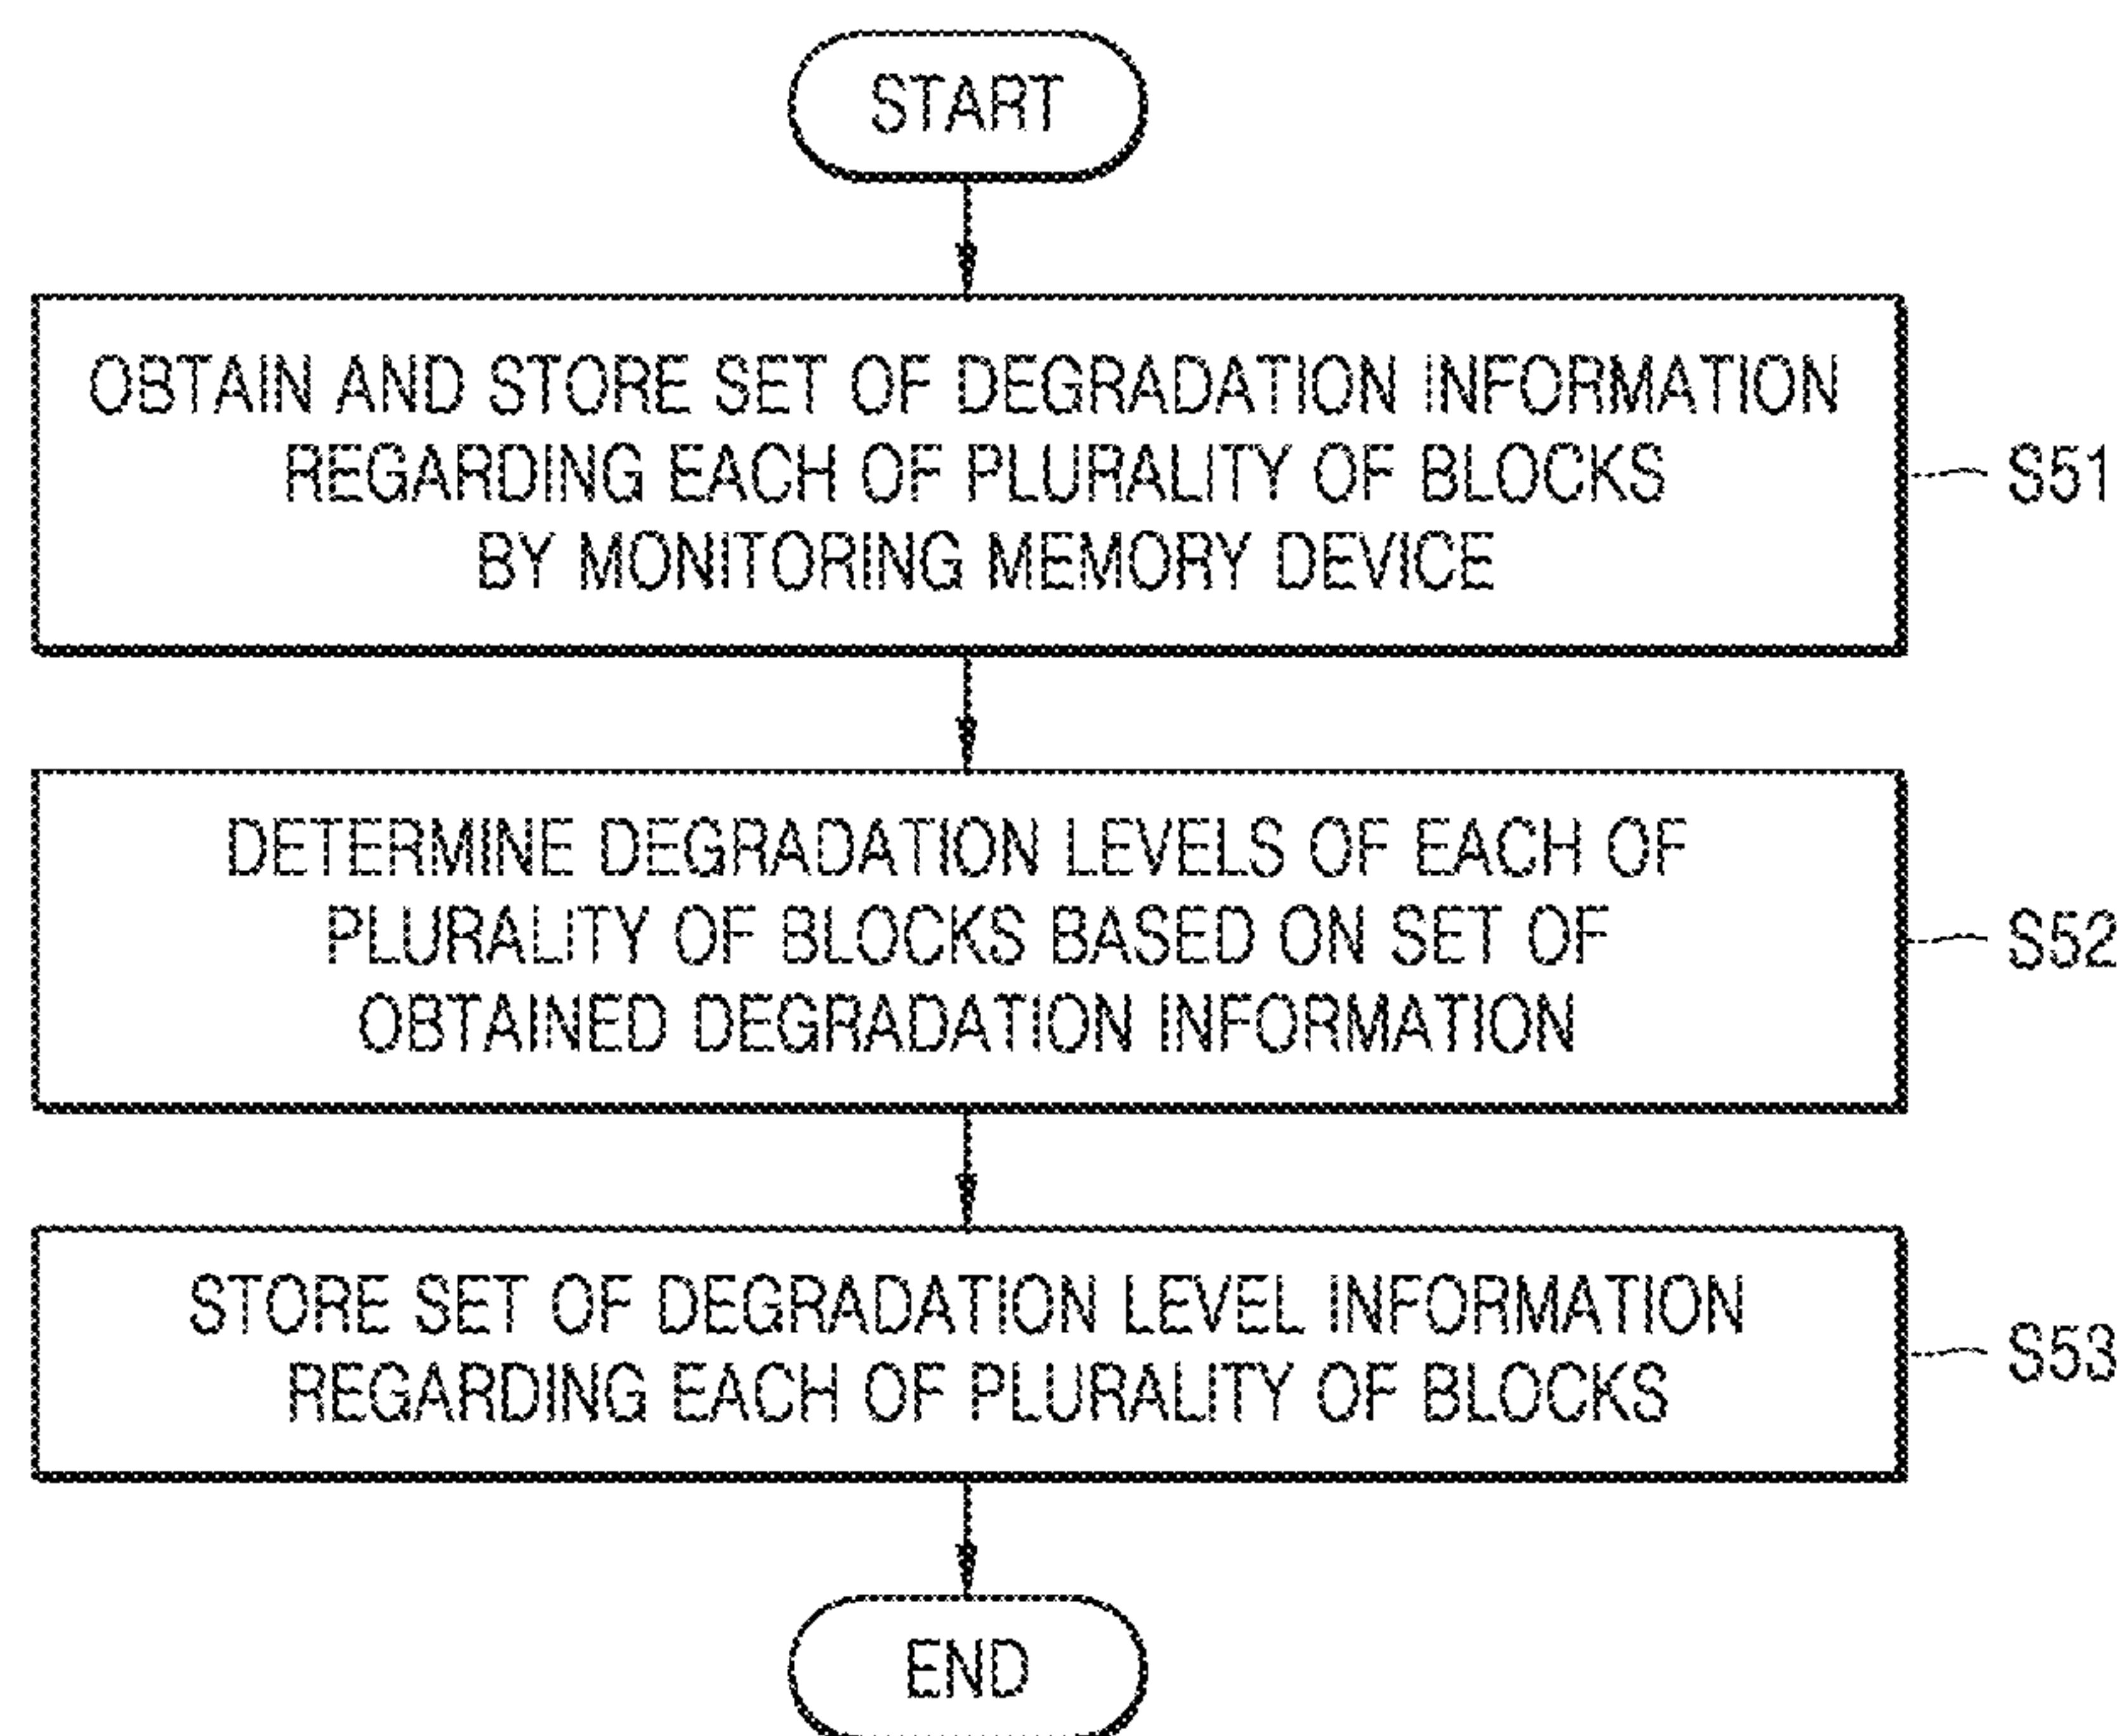 START
OBTAIN AND STORE SET OF DEGRADATION INFORMATION
REGARDING EACH OF PLURALITY OF BLOCKS
BY MONITORING MEMORY DEVICE
S51
DETERMINE DEGRADATION LEVELS OF EACH OF
PLURALITY OF BLOCKS BASED ON SET OF
OBTAINED DEGRADATION INFORMATION
S52
STORE SET OF DEGRADATION LEVEL INFORMATION
REGARDING EACH OF PLURALITY OF BLOCKS
S53
END